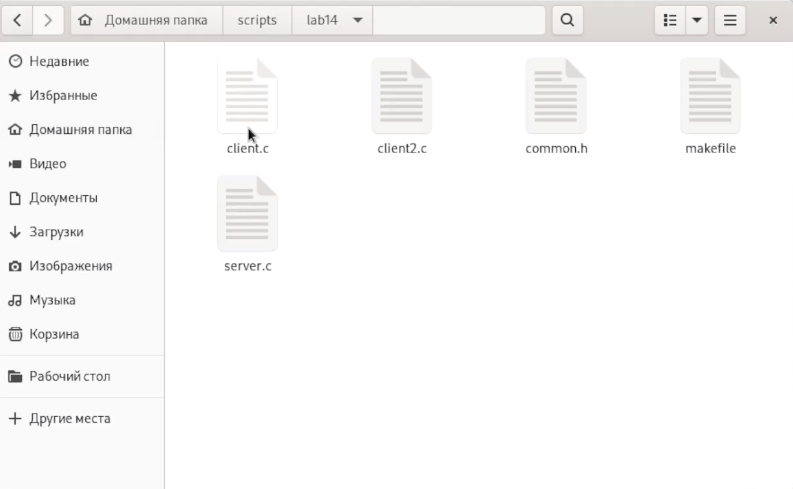 Домашняя папка scripts lab14
Недавние
Избранные
Домашняя папка
Видео
Документы
Загрузки
Изображения
Музыка
Корзина
Рабочий стол
Другие места
client.c client2.c common.h makefile
server.c